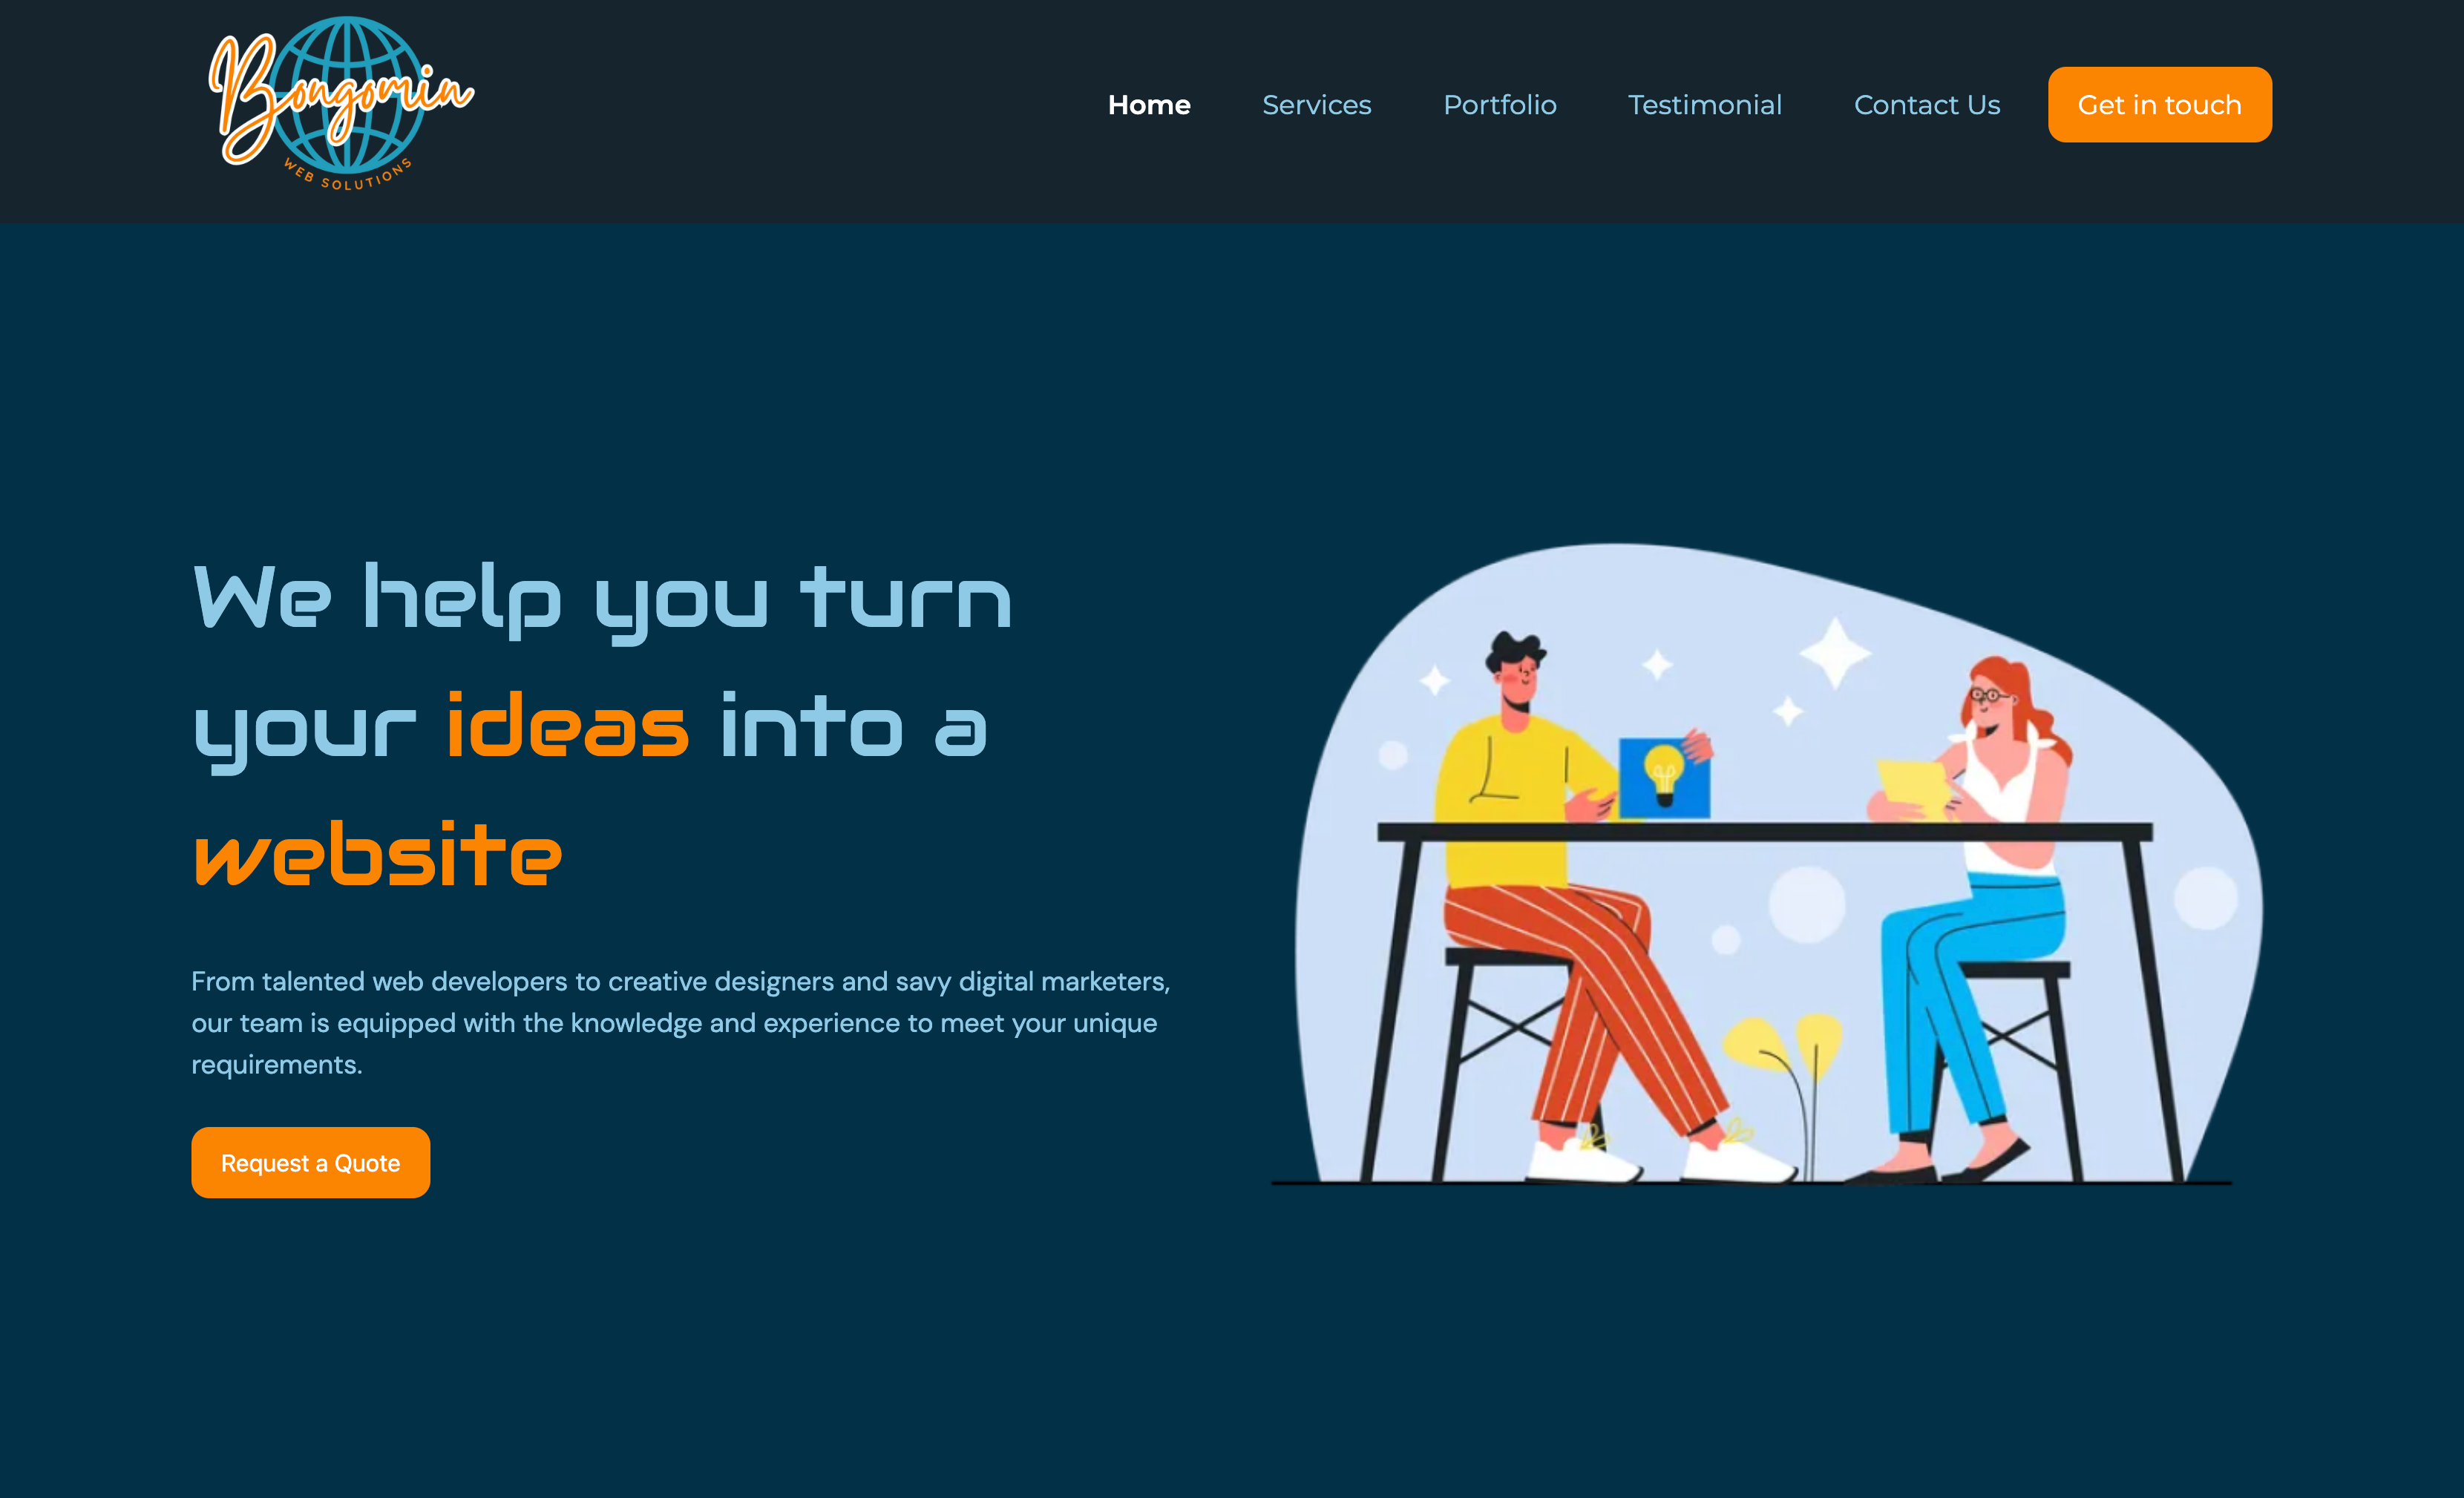 Bongomin
WEB SOLUTIONS
Home Services Portfolio Testimonial Contact Us Get in touch
We help you turn
your ideas into a
website
From talented web developers to creative designers and savy digital marketers,
our team is equipped with the knowledge and experience to meet your unique
requirements.
Request a Quote